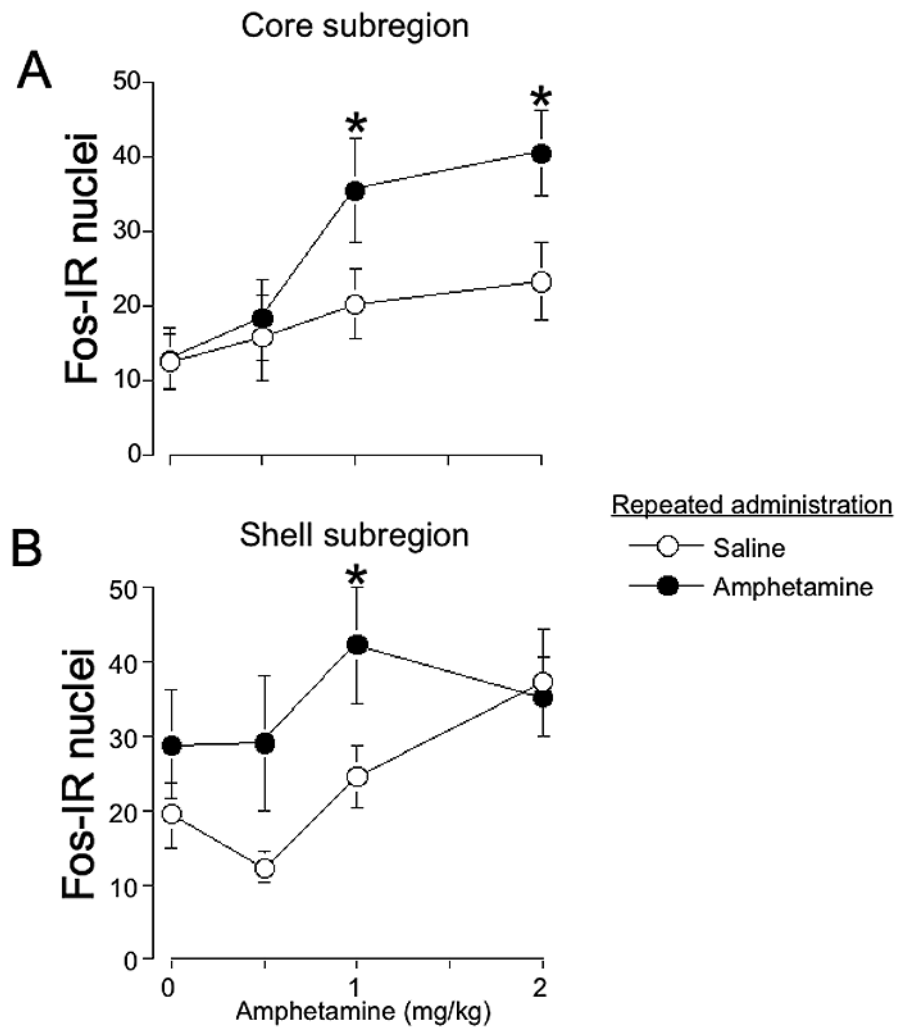 Core subregion
A
50
40
30
20
10
0
Fos-IR nuclei
*
*
Shell subregion
B
50
40
30
20
10
0
Fos-IR nuclei
*
0 1 2
Amphetamine (mg/kg)
Repeated administration
Saline
Amphetamine